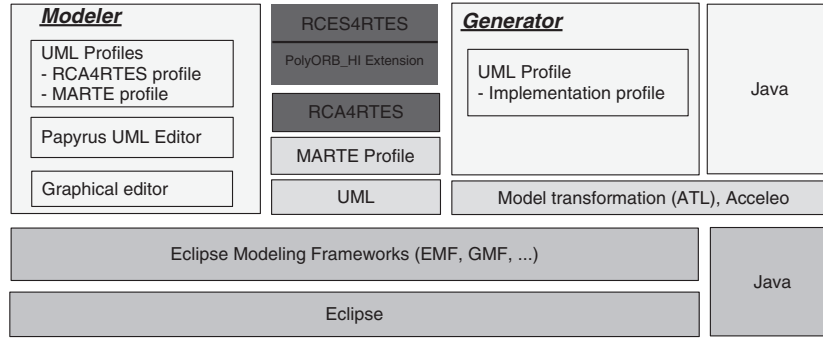 Modeler
UML Profiles
- RCA4RTES profile
- MARTE profile
Papyrus UML Editor
Graphical editor
RCES4RTES
PolyORB_HI Extension
RCA4RTES
MARTE Profile
UML
Generator
UML Profile
- Implementation profile
Java
Model transformation (ATL), Acceleo
Eclipse Modeling Frameworks (EMF, GMF, ...)
Java
Eclipse